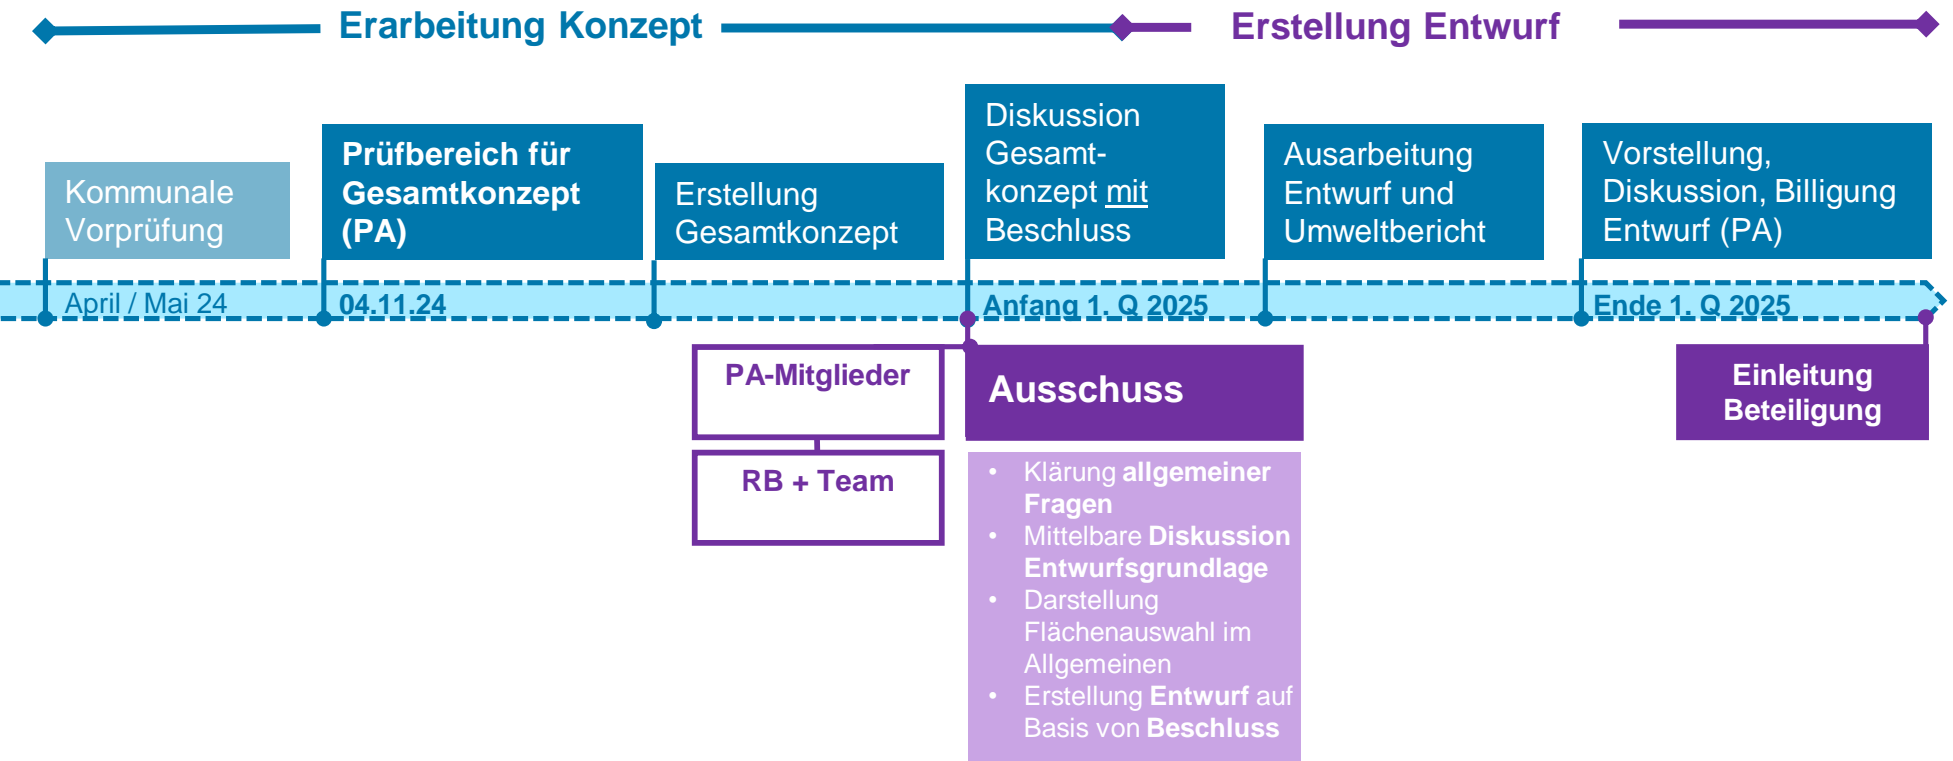 Erarbeitung Konzept
Erstellung Entwurf
Kommunale
Vorprüfung
Prüfbereich für
Gesamtkonzept
(PA)
Erstellung
Gesamtkonzept
Diskussion
Gesamt-
konzept mit
Beschluss
Ausarbeitung
Entwurf und
Umweltbericht
Vorstellung,
Diskussion, Billigung
Entwurf (PA)
April / Mai 24
04.11.24
Anfang 1. Q 2025
Ende 1. Q 2025
PA-Mitglieder
RB + Team
Ausschuss
• Klärung allgemeiner
Fragen
• Mittelbare Diskussion
Entwurfsgrundlage
• Darstellung
Flächenauswahl im
Allgemeinen
• Erstellung Entwurf auf
Basis von Beschluss
Einleitung
Beteiligung